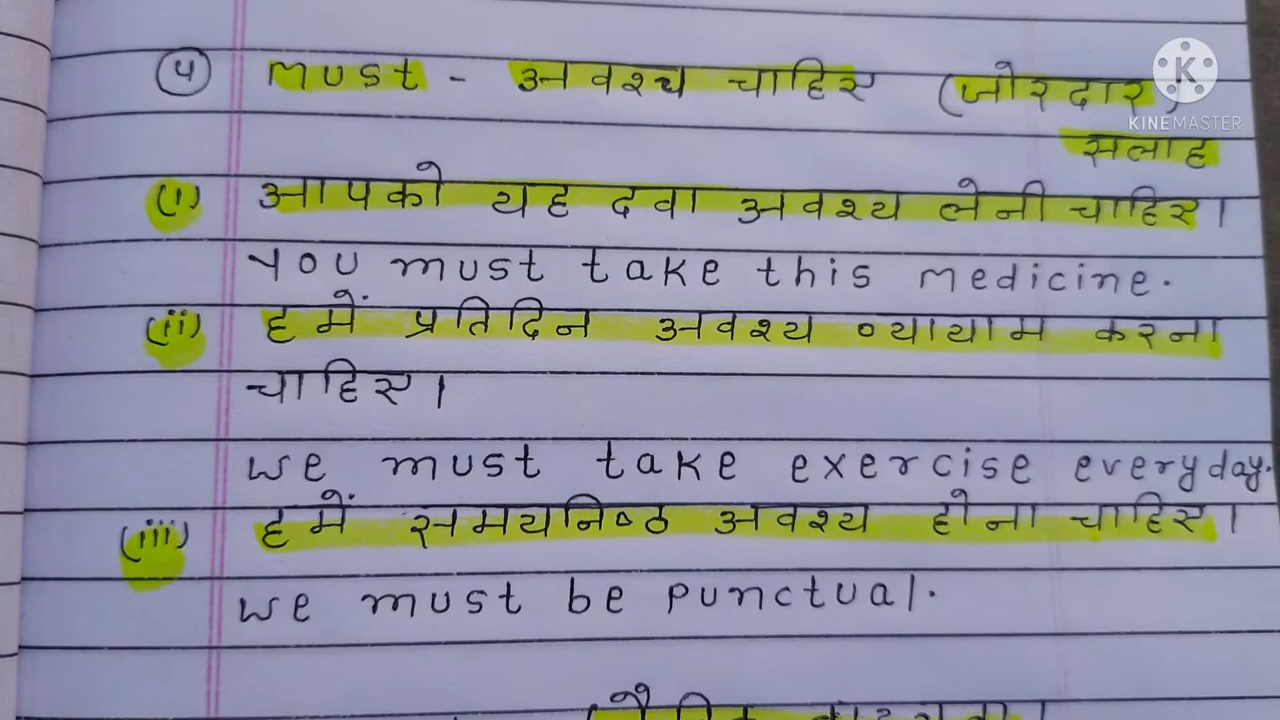 (4) Must - अवश्य चाहिए (जोरदार)
K
KINEMASTER
सलाह
(i) आपको यह दवा अवश्य लेनी चाहिए।
You must take this medicine.
(ii) हमें प्रतिदिन अवश्य व्यायाम करना
चाहिए।
We must take exercise everyday.
(iii) हमें समयनिष्ठ अवश्य होना चाहिए।
We must be punctual.